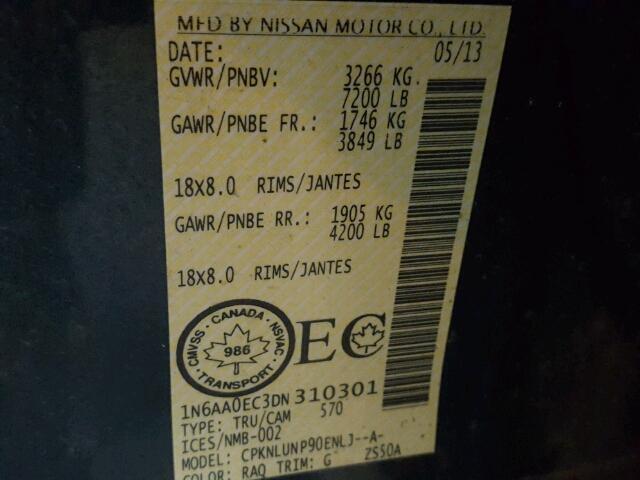 MFD BY NISSAN MOTOR CO., LTD.
DATE: 05/13
GVWR/PNBV: 3266 KG
7200 LB
GAWR/PNBE FR.: 1746 KG
3849 LB
18X8.0 RIMS/JANTES
GAWR/PNBE RR.: 1905 KG
4200 LB
18X8.0 RIMS/JANTES
CMVSS · CANADA · NSVAC · TRANSPORT ·
986
EC
1N6AA0EC3DN310301
TYPE: TRU/CAM 570
ICES/NMB-002
MODEL: CPKNLUNP90ENLJ--A-
COLOR: RAQ TRIM: G ZS50A